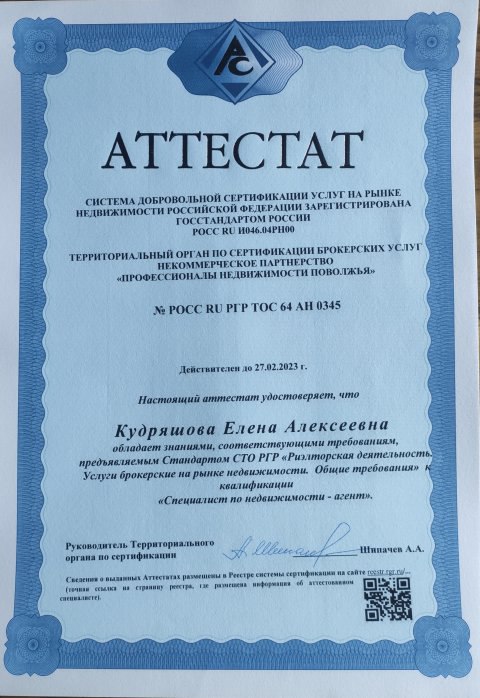 АС
АТТЕСТАТ
СИСТЕМА ДОБРОВОЛЬНОЙ СЕРТИФИКАЦИИ УСЛУГ НА РЫНКЕ
НЕДВИЖИМОСТИ РОССИЙСКОЙ ФЕДЕРАЦИИ ЗАРЕГИСТРИРОВАНА
ГОССТАНДАРТОМ РОССИИ
РОСС RU И046.04РН00
ТЕРРИТОРИАЛЬНЫЙ ОРГАН ПО СЕРТИФИКАЦИИ БРОКЕРСКИХ УСЛУГ
НЕКОММЕРЧЕСКОЕ ПАРТНЕРСТВО
«ПРОФЕССИОНАЛЫ НЕДВИЖИМОСТИ ПОВОЛЖЬЯ»
№ РОСС RU РГР ТОС 64 АН 0345
Действителен до 27.02.2023 г.
Настоящий аттестат удостоверяет, что
Кудряшова Елена Алексеевна
обладает знаниями, соответствующими требованиям,
предъявляемым Стандартом СТО РГР «Риэлторская деятельность.
Услуги брокерские на рынке недвижимости. Общие требования» к
квалификации
«Специалист по недвижимости - агент».
Руководитель Территориального
органа по сертификации
Шипачев А.А.
Сведения о выданных Аттестатах размещены в Реестре системы сертификации на сайте reestr.rgr.ru/...
(точная ссылка на страницу реестра, где размещена информация об аттестованном
специалисте).